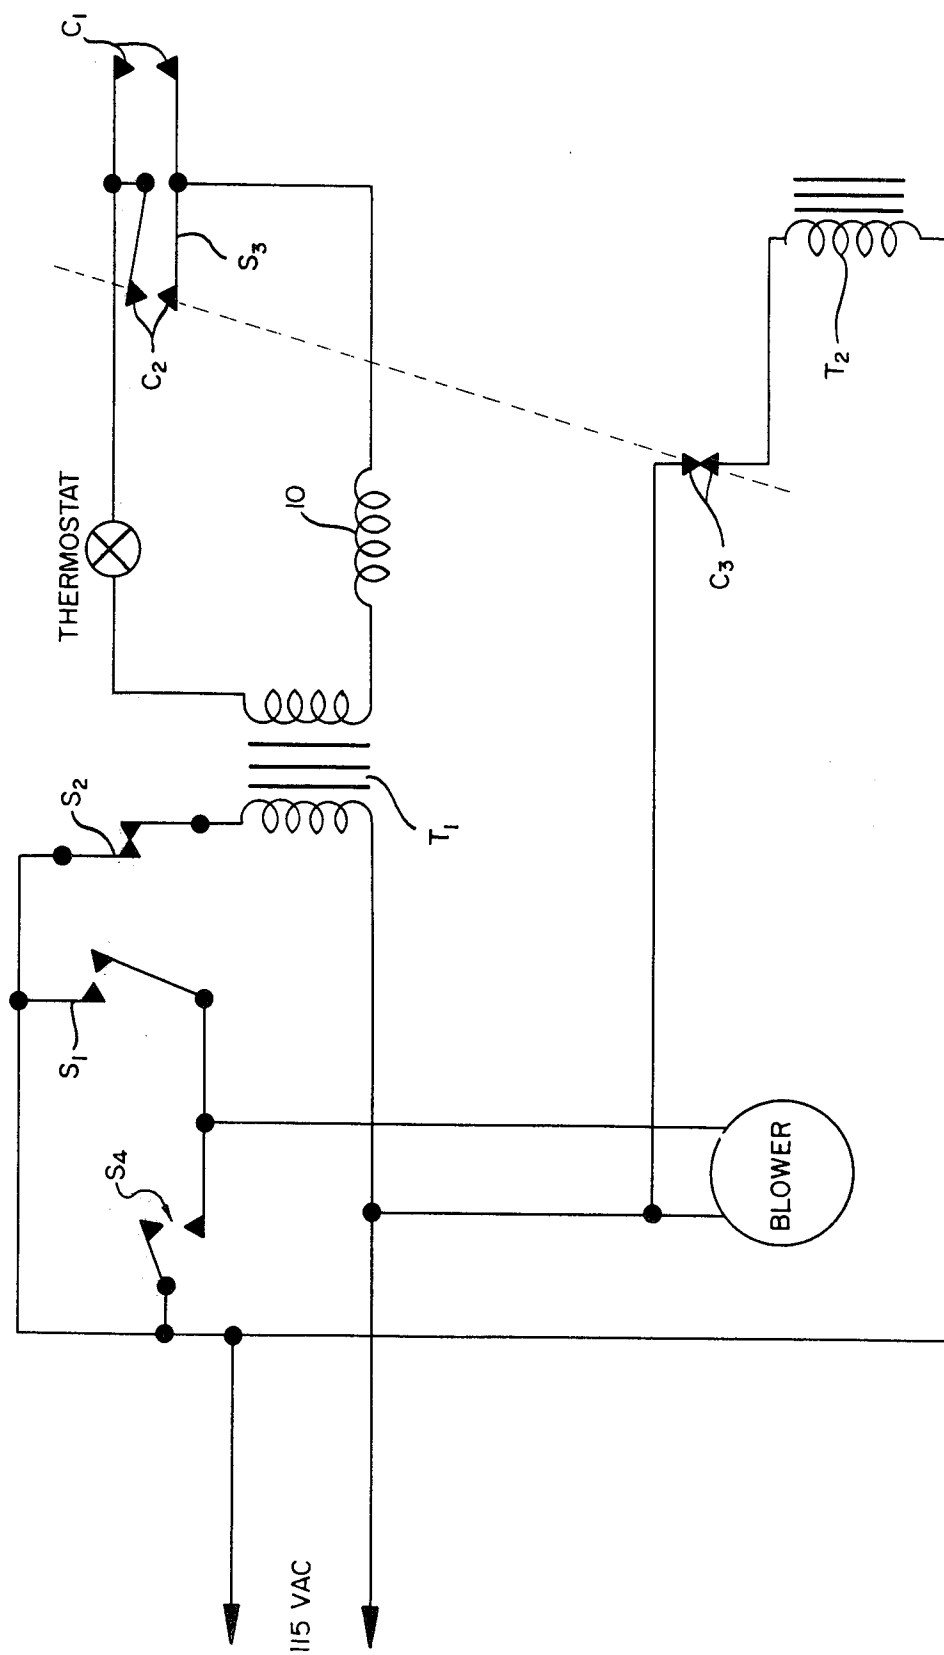 C1
S3
C2
THERMOSTAT
10
T2
C3
S2
T1
S1
S4
BLOWER
115 VAC